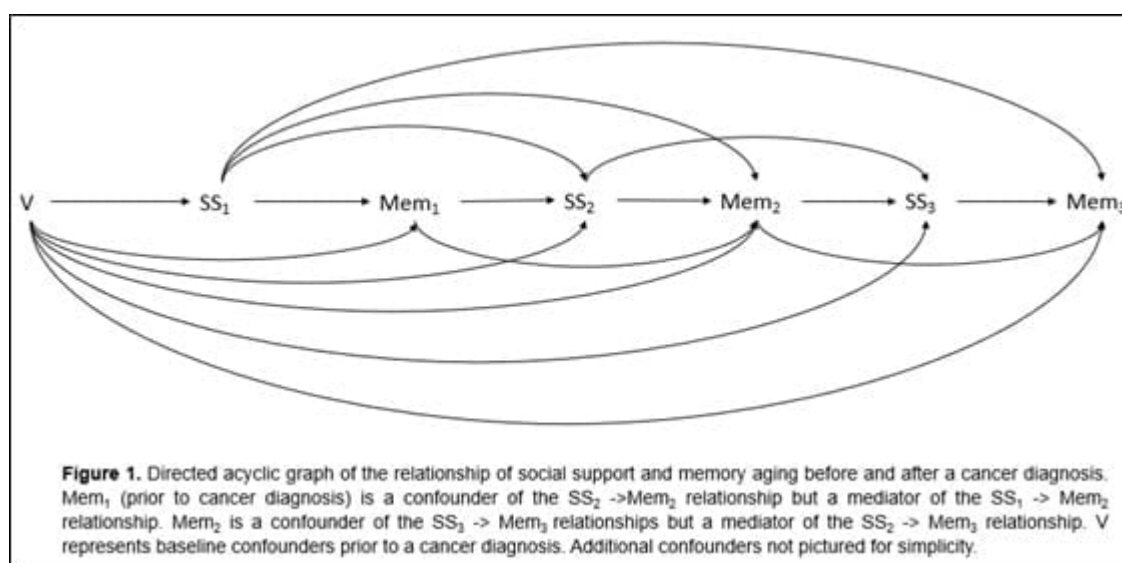 V SS₁ Mem₁ SS₂ Mem₂ SS₃ Mem₃
Figure 1. Directed acyclic graph of the relationship of social support and memory aging before and after a cancer diagnosis.
Mem₁ (prior to cancer diagnosis) is a confounder of the SS₂ ->Mem₂ relationship but a mediator of the SS₁ -> Mem₂
relationship. Mem₂ is a confounder of the SS₃ -> Mem₃ relationships but a mediator of the SS₂ -> Mem₃ relationship. V
represents baseline confounders prior to a cancer diagnosis. Additional confounders not pictured for simplicity.